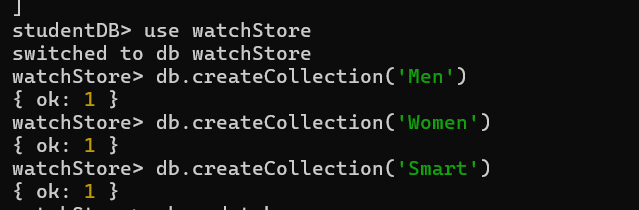 ]
studentDB> use watchStore
switched to db watchStore
watchStore> db.createCollection('Men')
{ ok: 1 }
watchStore> db.createCollection('Women')
{ ok: 1 }
watchStore> db.createCollection('Smart')
{ ok: 1 }